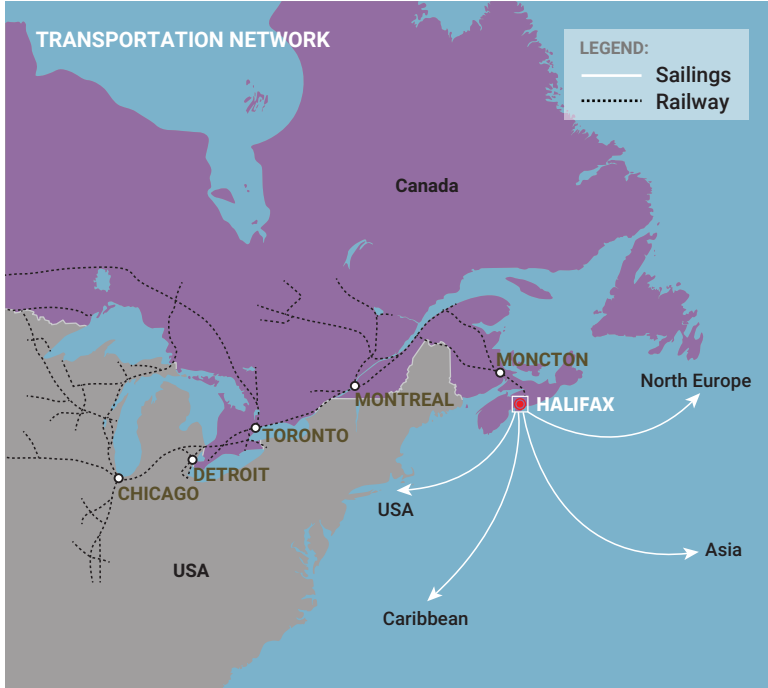 TRANSPORTATION NETWORK
LEGEND:
Sailings
Railway
Canada
MONCTON
North Europe
MONTREAL
HALIFAX
TORONTO
DETROIT
CHICAGO
USA
Asia
USA
Caribbean